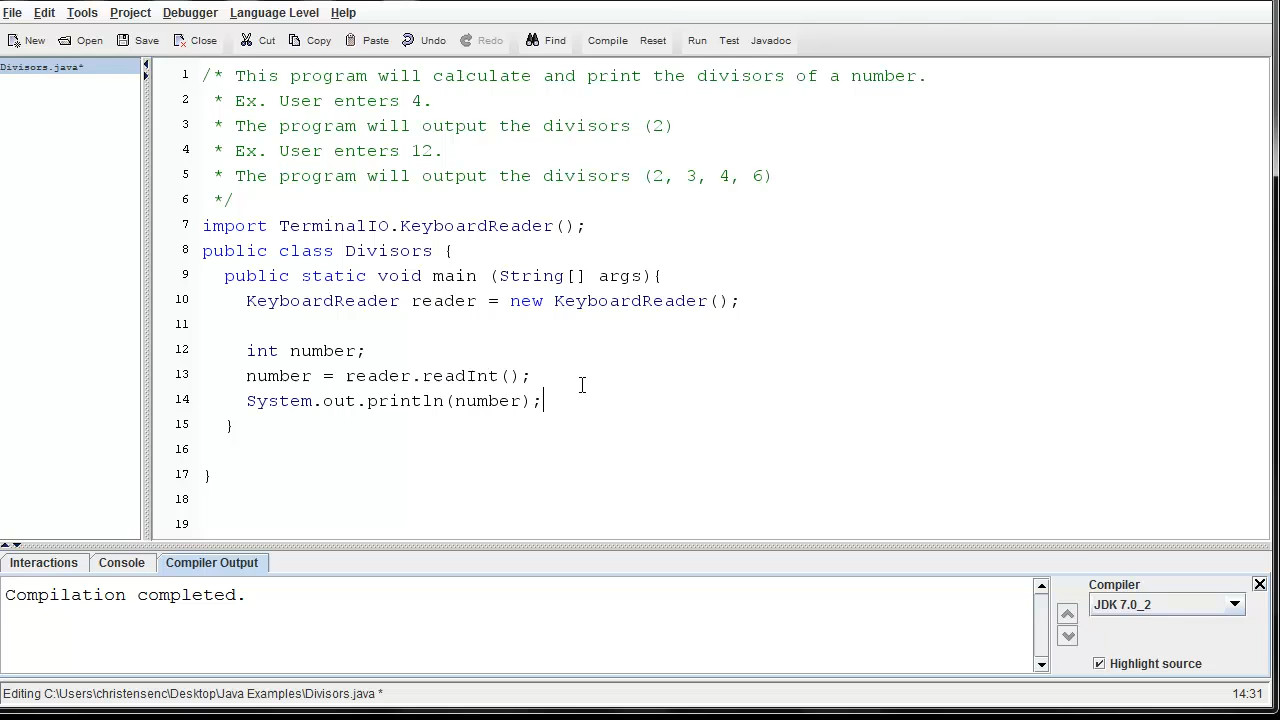 File Edit Tools Project Debugger Language Level Help
New Open Save Close Cut Copy Paste Undo Redo Find Compile Reset Run Test Javadoc
Divisors.java*
1 /* This program will calculate and print the divisors of a number.
2 * Ex. User enters 4.
3 * The program will output the divisors (2)
4 * Ex. User enters 12.
5 * The program will output the divisors (2, 3, 4, 6)
6 */
7 import TerminalIO.KeyboardReader();
8 public class Divisors {
9 public static void main (String[] args){
10 KeyboardReader reader = new KeyboardReader();
11
12 int number;
13 number = reader.readInt();
14 System.out.println(number);
15 }
16
17 }
18
19
Interactions Console Compiler Output
Compilation completed.
Compiler
JDK 7.0_2
Highlight source
Editing C:\Users\christensenc\Desktop\Java Examples\Divisors.java * 14:31